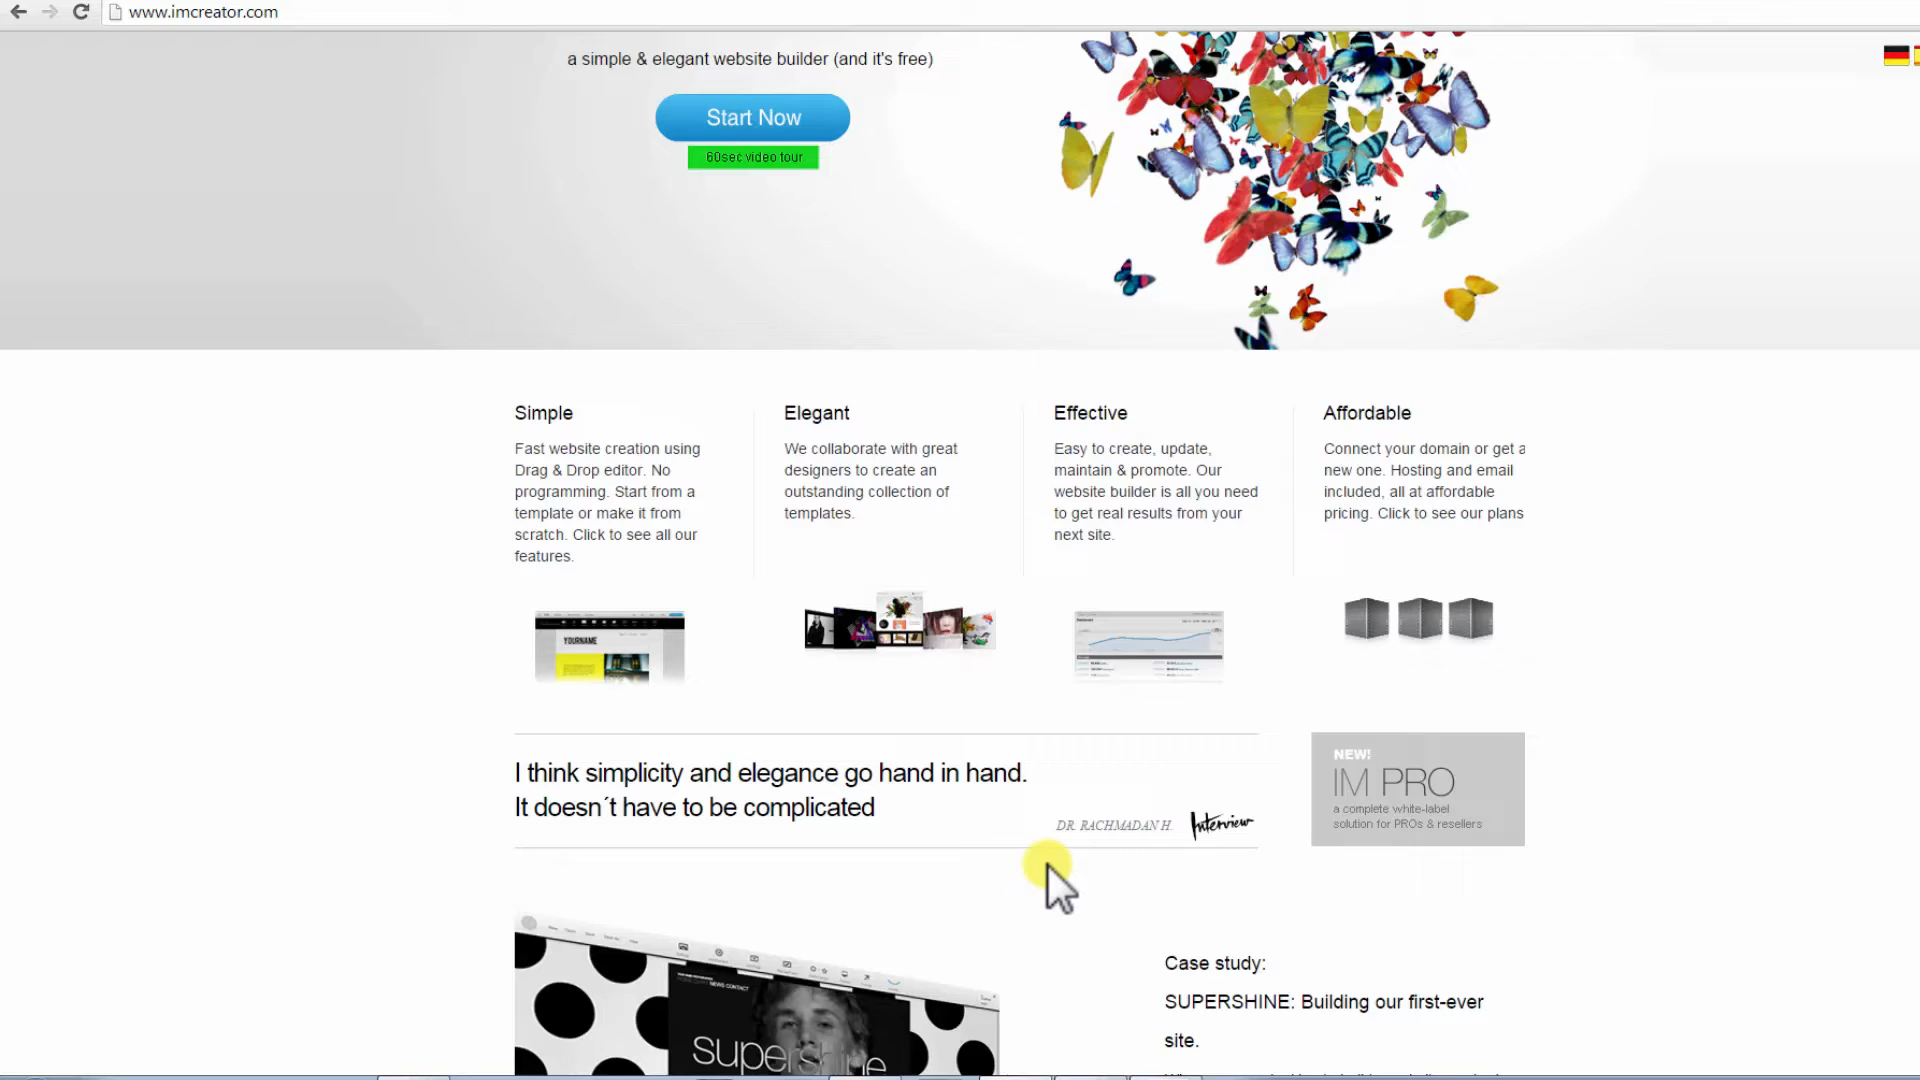 www.imcreator.com
a simple & elegant website builder (and it's free)
Start Now
60sec video tour
Simple
Fast website creation using
Drag & Drop editor. No
programming. Start from a
template or make it from
scratch. Click to see all our
features.
Elegant
We collaborate with great
designers to create an
outstanding collection of
templates.
Effective
Easy to create, update,
maintain & promote. Our
website builder is all you need
to get real results from your
next site.
Affordable
Connect your domain or get a
new one. Hosting and email
included, all at affordable
pricing. Click to see our plans
YOURNAME
I think simplicity and elegance go hand in hand.
It doesn´t have to be complicated
DR. RACHMADAN H.
Interview
NEW!
IM PRO
a complete white-label
solution for PROs & resellers
NEWS CONTACT
supershine
Case study:
SUPERSHINE: Building our first-ever
site.